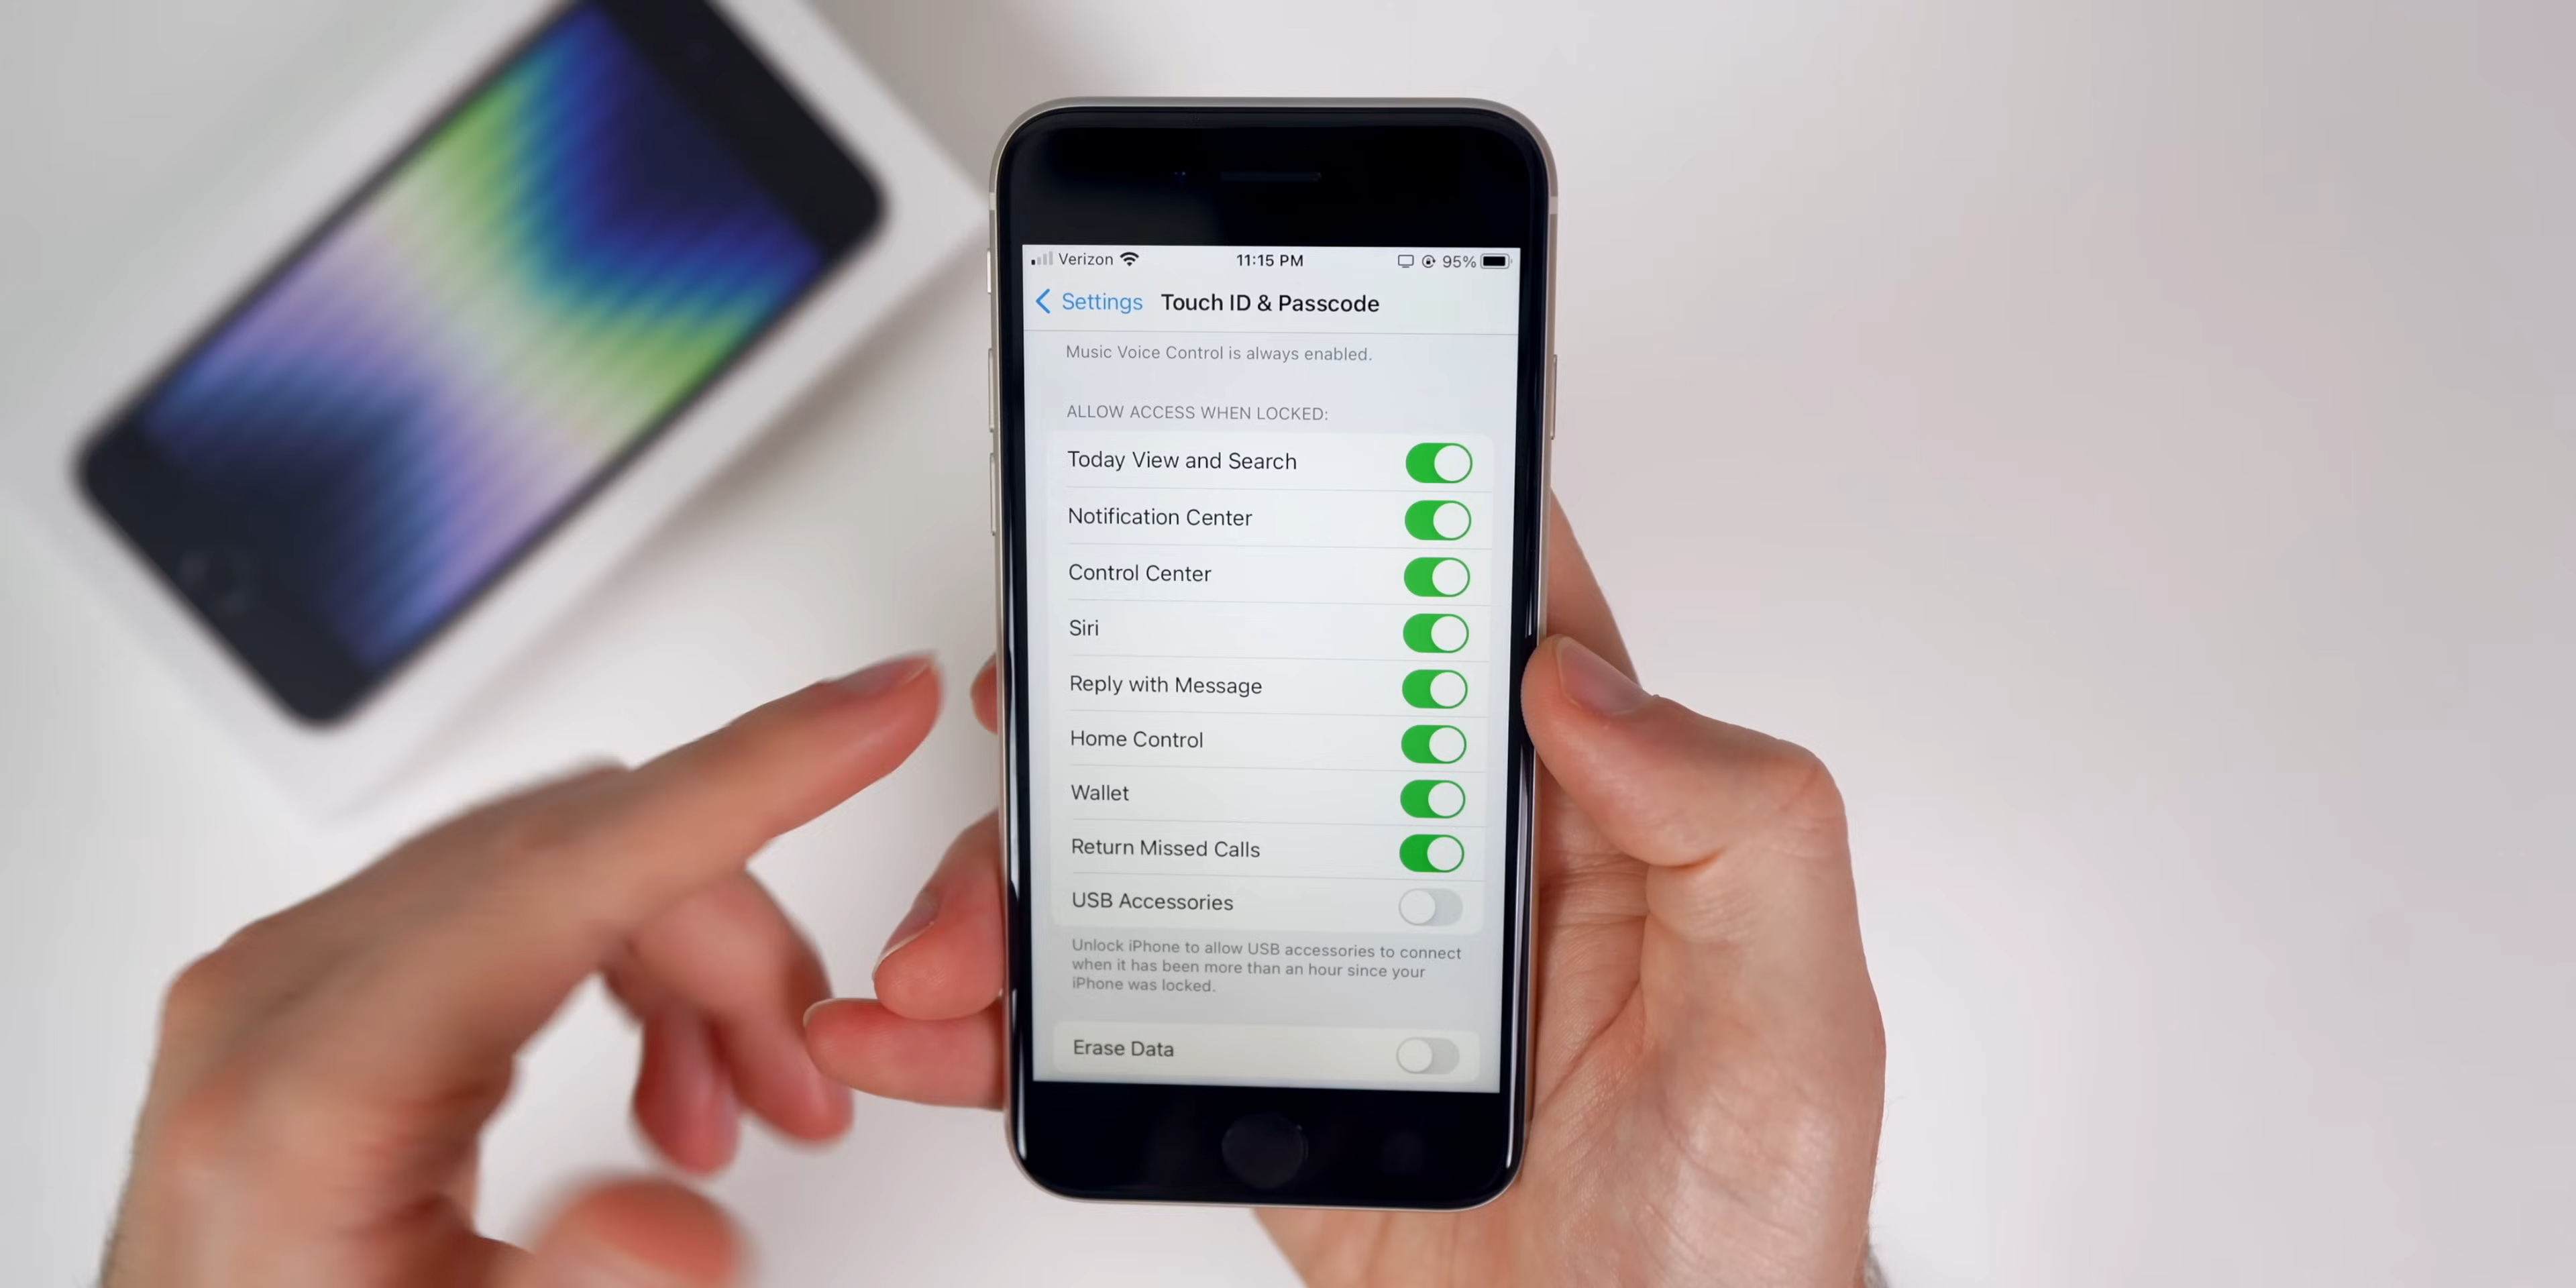 Verizon 11:15 PM 95%
Settings Touch ID & Passcode
Music Voice Control is always enabled.
ALLOW ACCESS WHEN LOCKED:
Today View and Search
Notification Center
Control Center
Siri
Reply with Message
Home Control
Wallet
Return Missed Calls
USB Accessories
Unlock iPhone to allow USB accessories to connect
when it has been more than an hour since your
iPhone was locked.
Erase Data